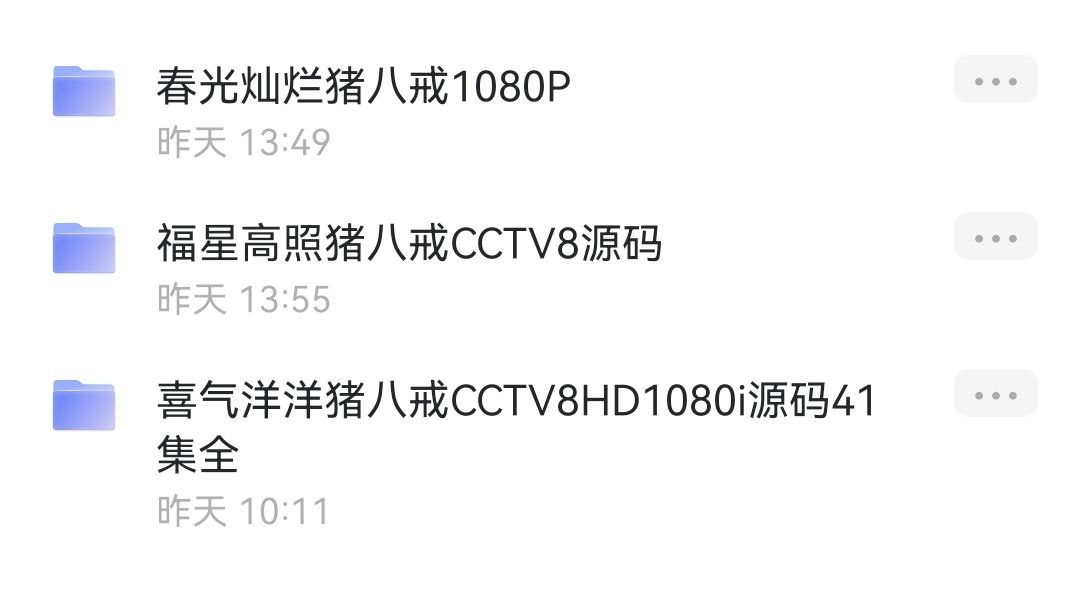 春光灿烂猪八戒1080P
昨天 13:49
福星高照猪八戒CCTV8源码
昨天 13:55
喜气洋洋猪八戒CCTV8HD1080i源码41
集全
昨天 10:11